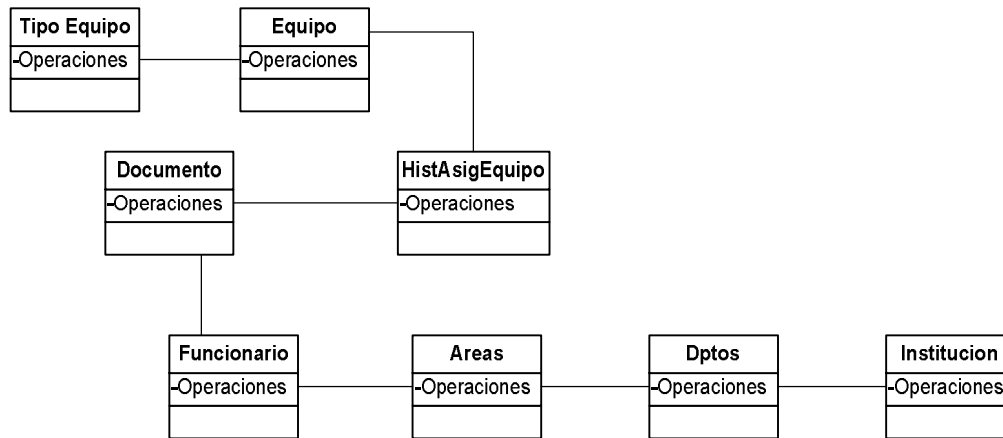 Tipo Equipo
-Operaciones
Equipo
-Operaciones
Documento
-Operaciones
HistAsigEquipo
-Operaciones
Funcionario
-Operaciones
Areas
-Operaciones
Dptos
-Operaciones
Institucion
-Operaciones